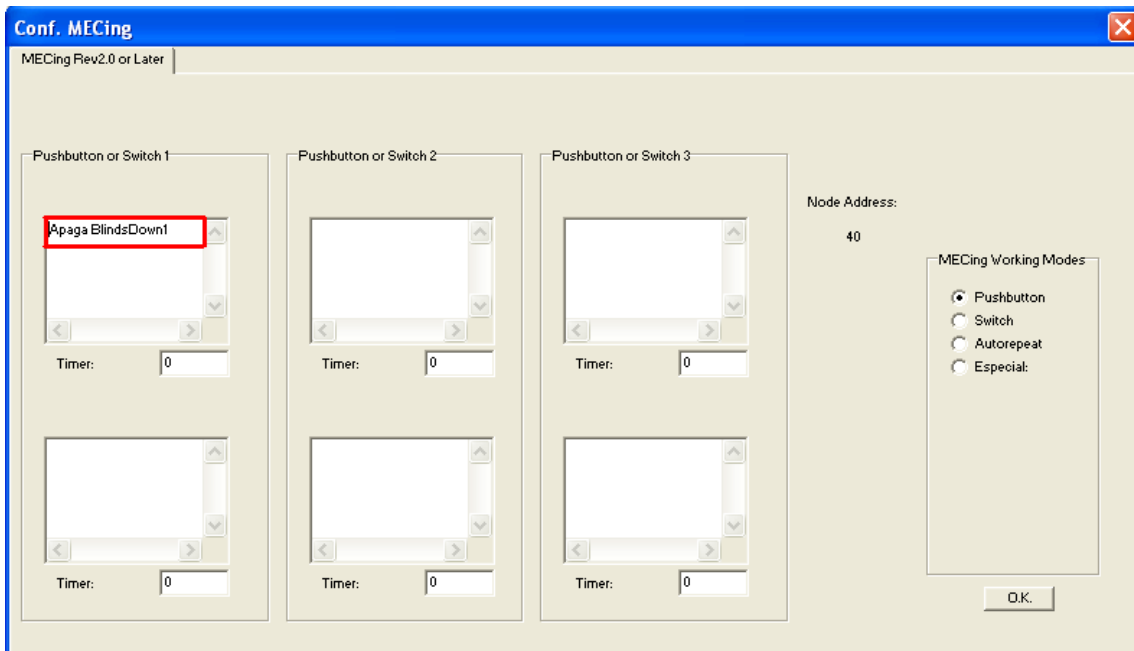 Conf. MECing
MECing Rev2.0 or Later
Pushbutton or Switch 1
Apaga BlindsDown1
Timer: 0
Timer: 0
Pushbutton or Switch 2
Timer: 0
Timer: 0
Pushbutton or Switch 3
Timer: 0
Timer: 0
Node Address:
40
MECing Working Modes
Pushbutton
Switch
Autorepeat
Especial:
O.K.